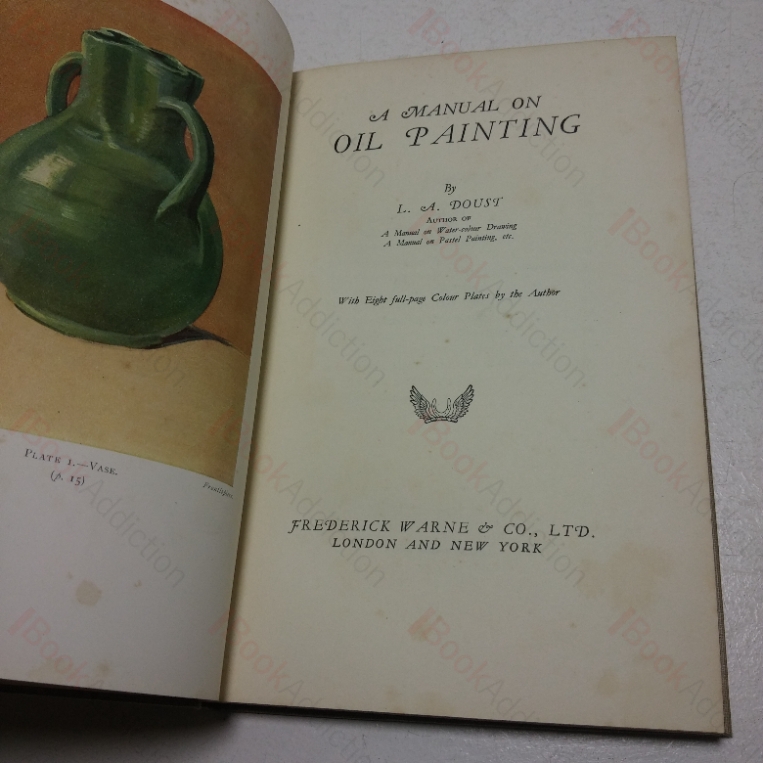 PLATE I.—VASE.
(p. 15)
Frontispiece
A MANUAL ON
OIL PAINTING
By
L. A. DOUST
AUTHOR OF
A Manual on Water-colour Drawing
A Manual on Pastel Painting, etc.
With Eight full-page Colour Plates by the Author
FREDERICK WARNE & CO., LTD.
LONDON AND NEW YORK
BookAddiction